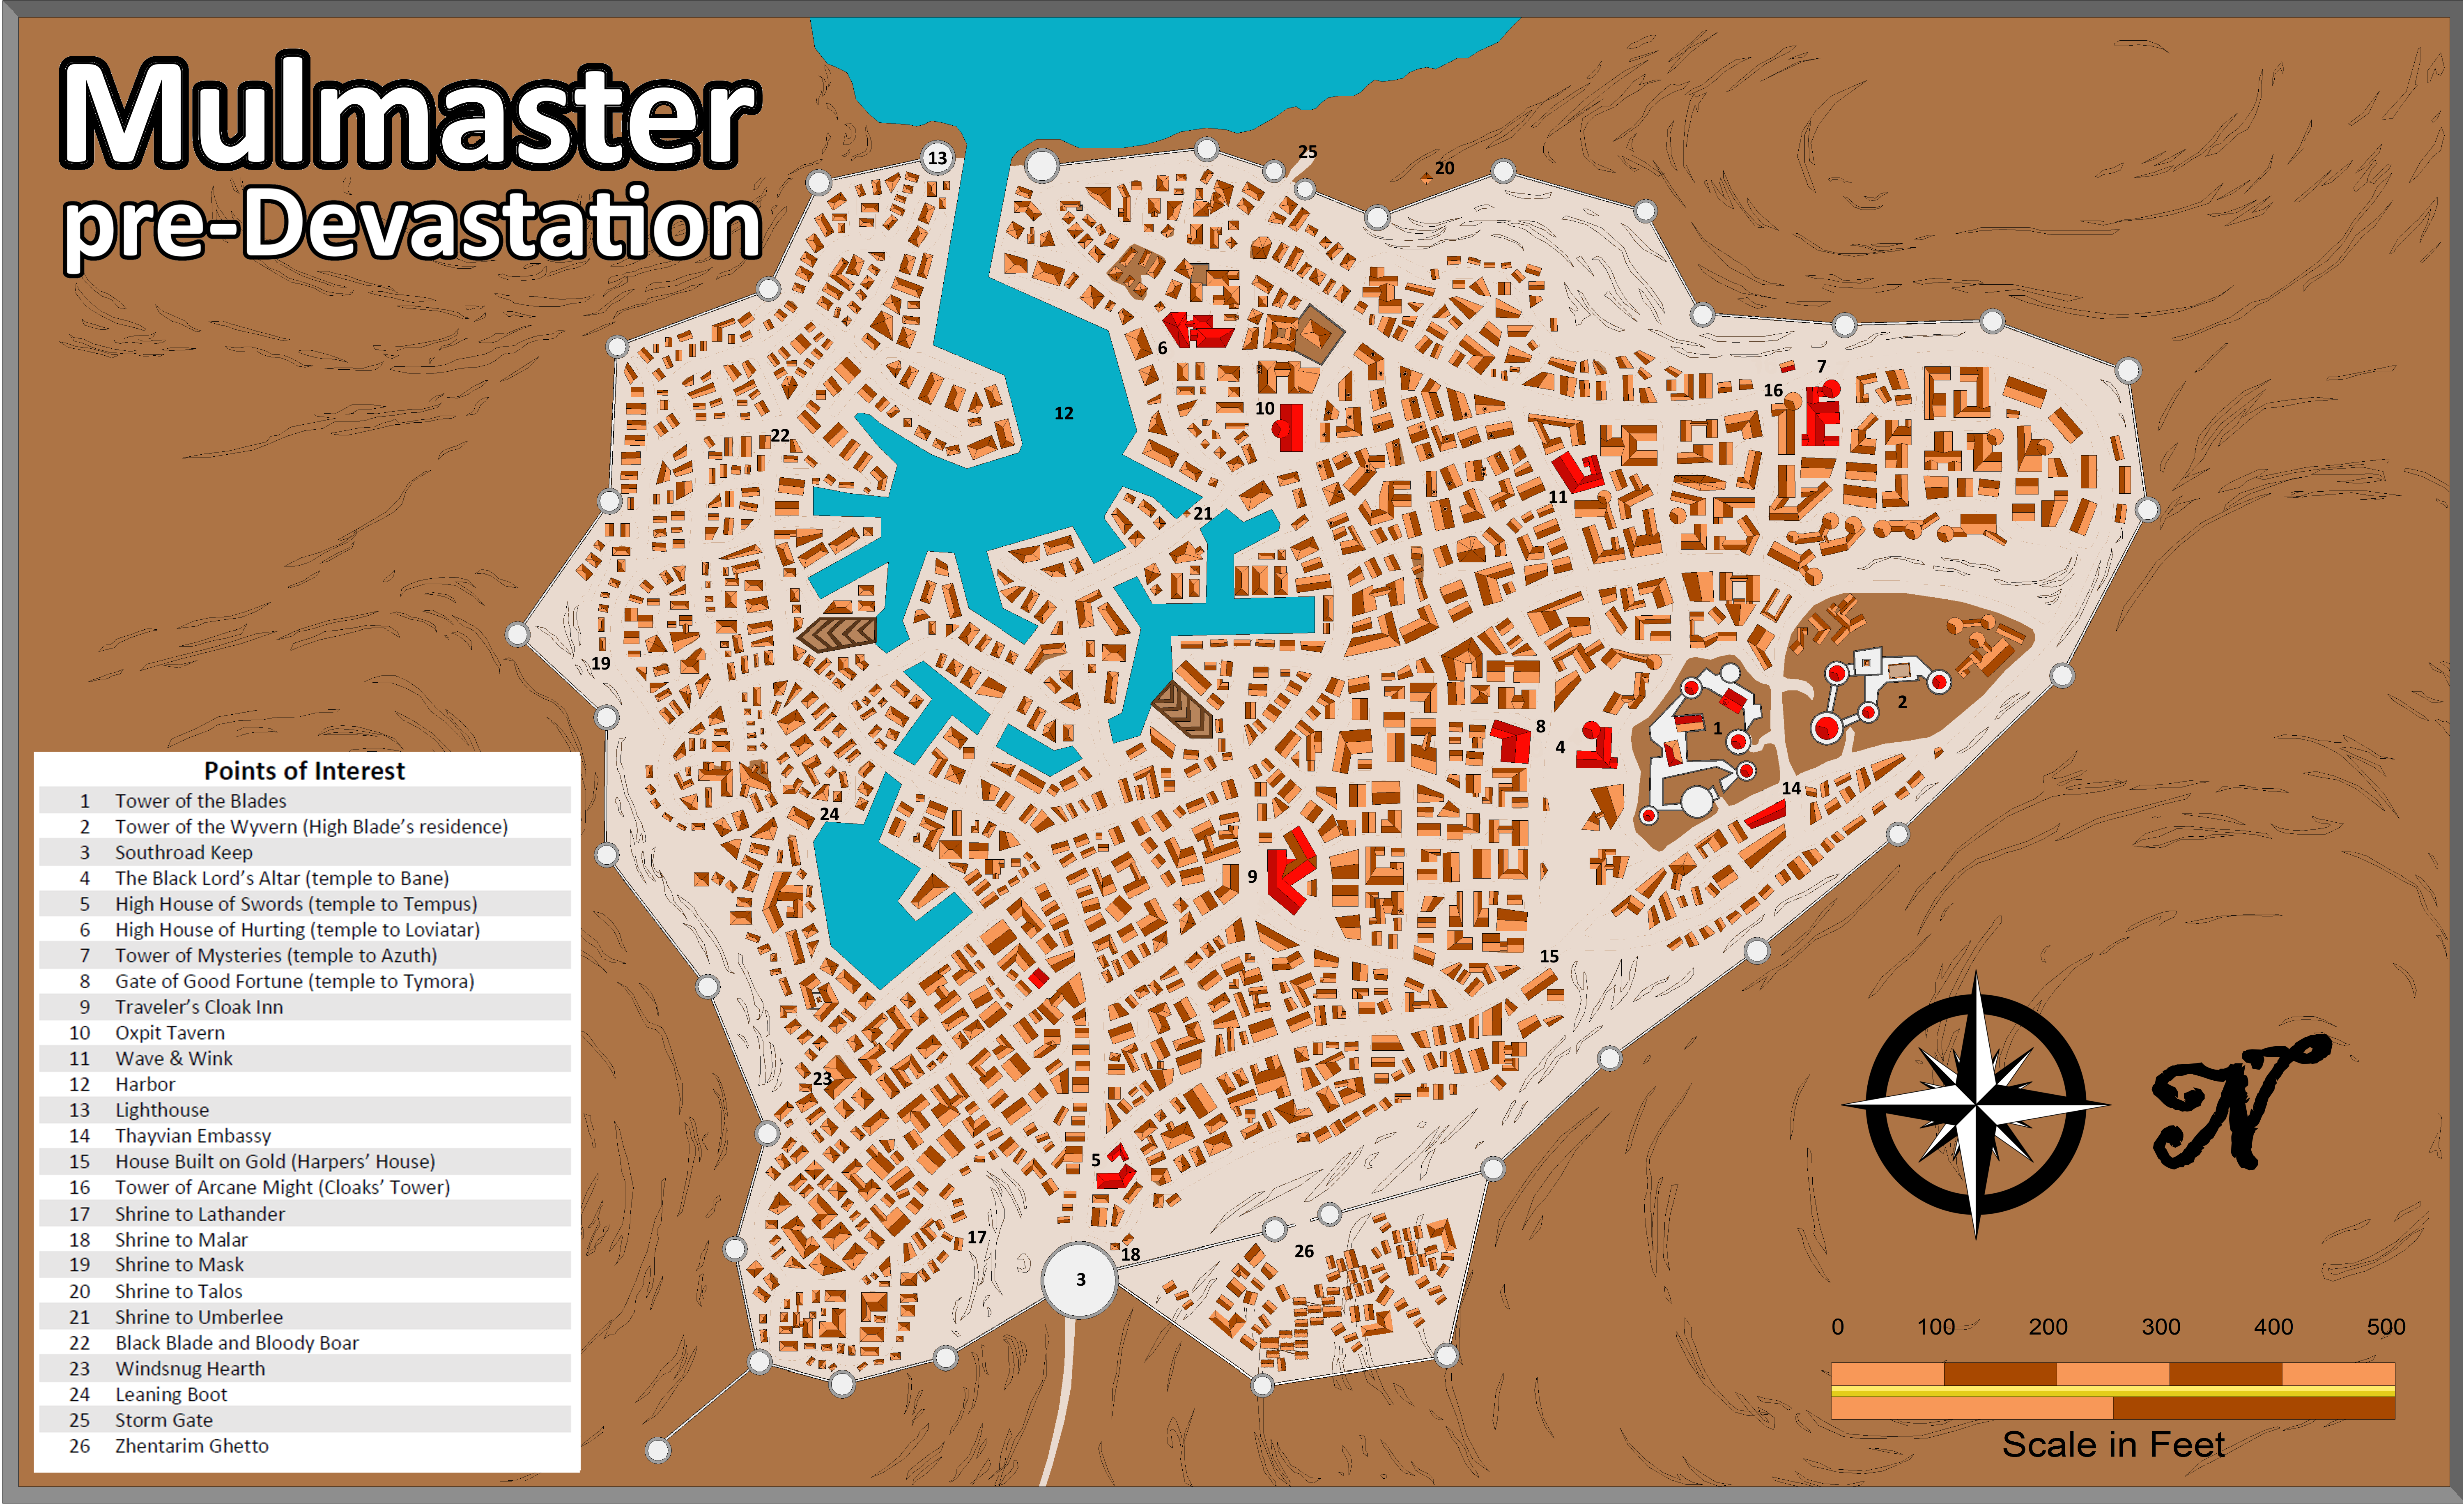 Mulmaster
pre-Devastation
13
25
20
6
12
10
7
16
22
11
21
19
8
4
1
2
24
14
9
15
23
5
17
18
3
26
Points of Interest
1 Tower of the Blades
2 Tower of the Wyvern (High Blade's residence)
3 Southroad Keep
4 The Black Lord's Altar (temple to Bane)
5 High House of Swords (temple to Tempus)
6 High House of Hurting (temple to Loviatar)
7 Tower of Mysteries (temple to Azuth)
8 Gate of Good Fortune (temple to Tymora)
9 Traveler's Cloak Inn
10 Oxpit Tavern
11 Wave & Wink
12 Harbor
13 Lighthouse
14 Thayvian Embassy
15 House Built on Gold (Harpers' House)
16 Tower of Arcane Might (Cloaks' Tower)
17 Shrine to Lathander
18 Shrine to Malar
19 Shrine to Mask
20 Shrine to Talos
21 Shrine to Umberlee
22 Black Blade and Bloody Boar
23 Windsnug Hearth
24 Leaning Boot
25 Storm Gate
26 Zhentarim Ghetto
N
0 100 200 300 400 500
Scale in Feet